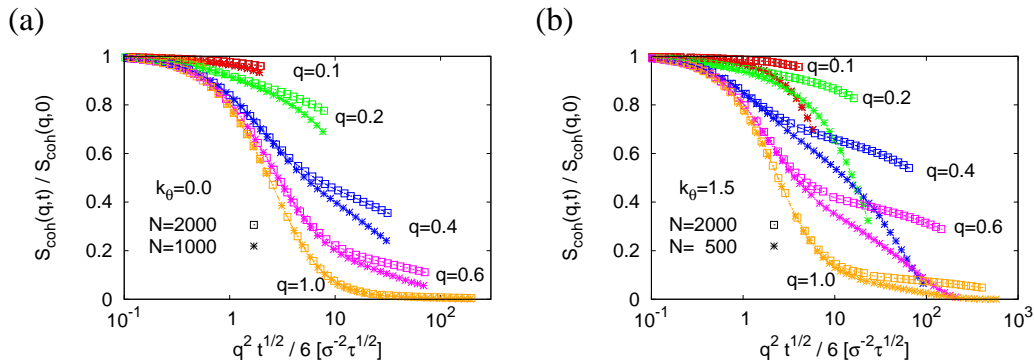 (a)
S_coh(q,t) / S_coh(q,0)
1
0.8
0.6
0.4
0.2
0
q=0.1
q=0.2
q=0.4
q=0.6
q=1.0
k_θ=0.0
N=2000
N=1000
10^-1
1
10
10^2
q^2 t^1/2 / 6 [σ^-2τ^1/2]
(b)
S_coh(q,t) / S_coh(q,0)
1
0.8
0.6
0.4
0.2
0
q=0.1
q=0.2
q=0.4
q=0.6
q=1.0
k_θ=1.5
N=2000
N= 500
10^-1
1
10
10^2
10^3
q^2 t^1/2 / 6 [σ^-2τ^1/2]